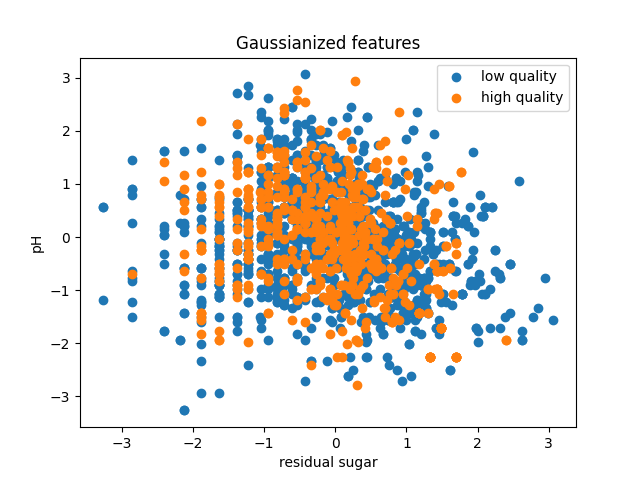 Gaussianized features
low quality
high quality
3
2
1
0
−1
−2
−3
pH
−3
−2
−1
0
1
2
3
residual sugar